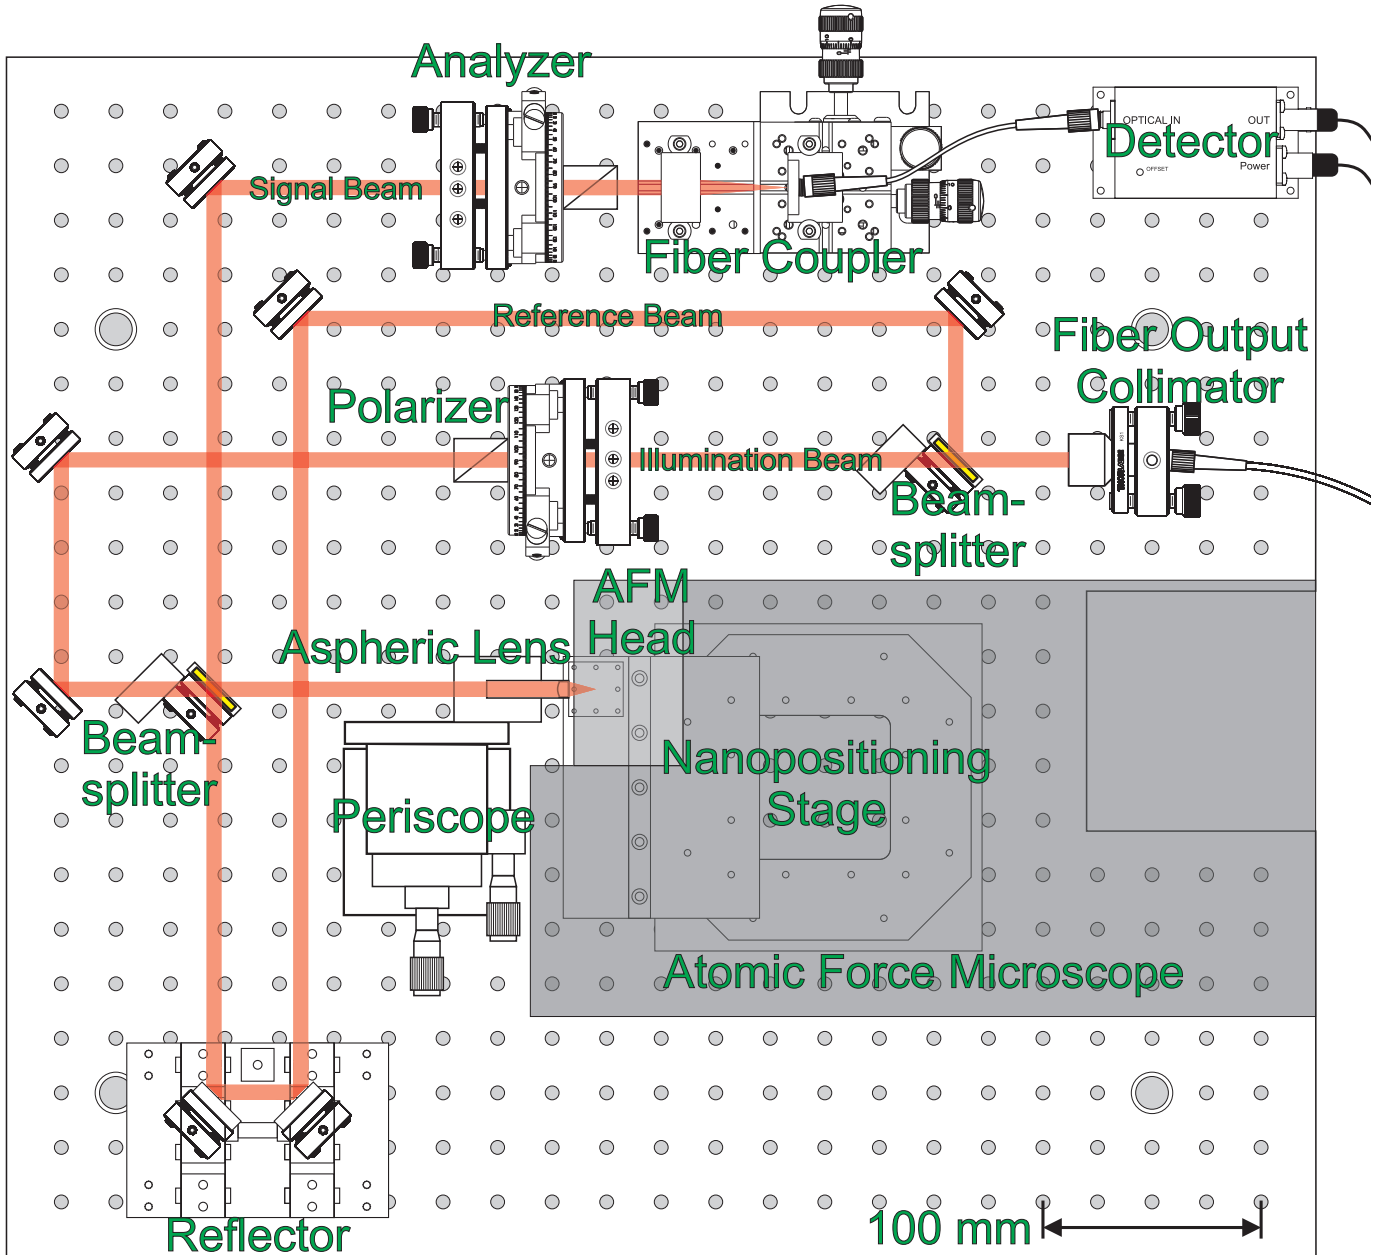 Analyzer
OPTICAL IN
OUT
Detector
Power
OFFSET
Signal Beam
Fiber Coupler
Reference Beam
Fiber Output
Collimator
Polarizer
Illumination Beam
Beam-
splitter
AFM
Head
Aspheric Lens
Beam-
splitter
Nanopositioning
Stage
Periscope
Atomic Force Microscope
Reflector
100 mm